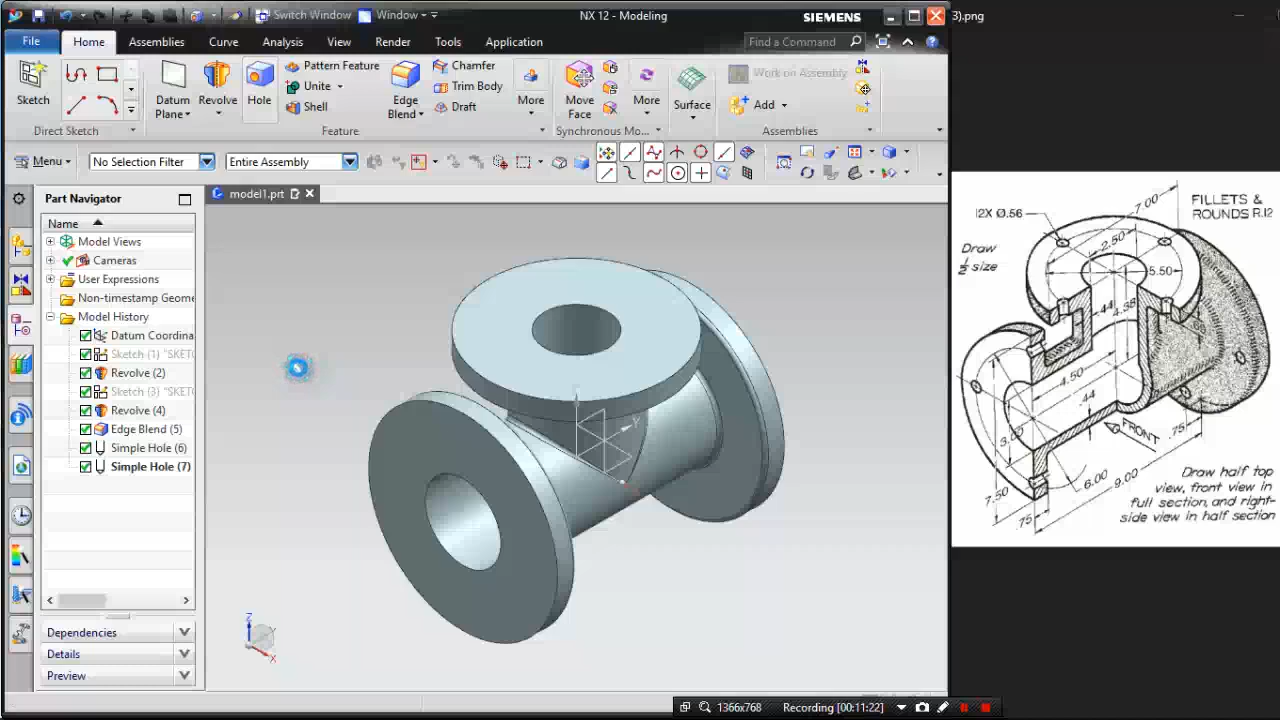 Switch Window
Window
NX 12 - Modeling
SIEMENS
3).png
File
Home
Assemblies
Curve
Analysis
View
Render
Tools
Application
Find a Command
Sketch
Datum Plane
Revolve
Hole
Pattern Feature
Unite
Shell
Edge Blend
Chamfer
Trim Body
Draft
More
Move Face
More
Surface
Work on Assembly
Add
Direct Sketch
Feature
Synchronous Mo...
Assemblies
Menu
No Selection Filter
Entire Assembly
Part Navigator
model1.prt
Name
Model Views
Cameras
User Expressions
Non-timestamp Geome
Model History
Datum Coordina
Sketch (1) "SKET
Revolve (2)
Sketch (3) "SKET
Revolve (4)
Edge Blend (5)
Simple Hole (6)
Simple Hole (7)
Dependencies
Details
Preview
Z
X
Y
12X Ø.56
7.00
FILLETS &
ROUNDS R.12
Draw
½ size
2.50
5.50
.44
4.50
.44
FRONT
.75
6.00
9.00
7.50
.75
Draw half top
view, front view in
full section, and right-
side view in half section
1366x768
Recording [00:11:22]